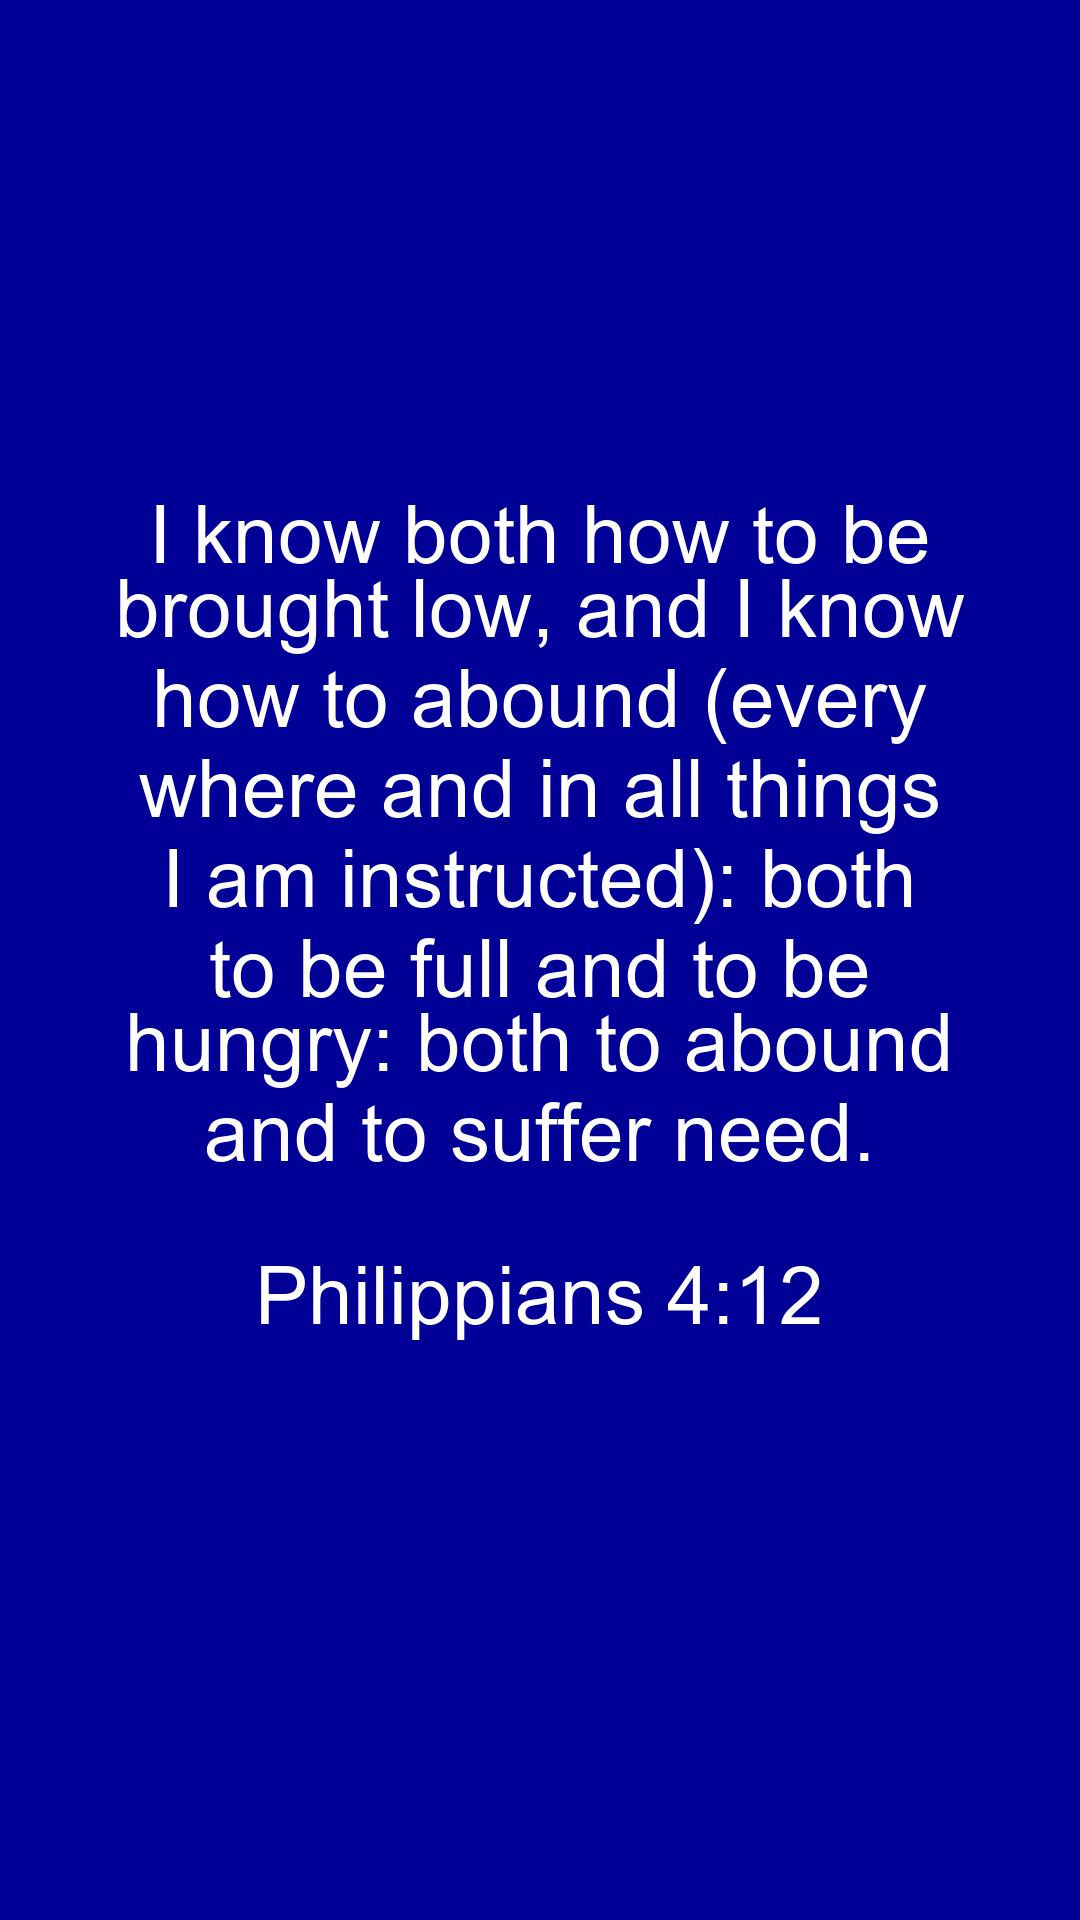 I know both how to be
brought low, and I know
how to abound (every
where and in all things
I am instructed): both
to be full and to be
hungry: both to abound
and to suffer need.
Philippians 4:12